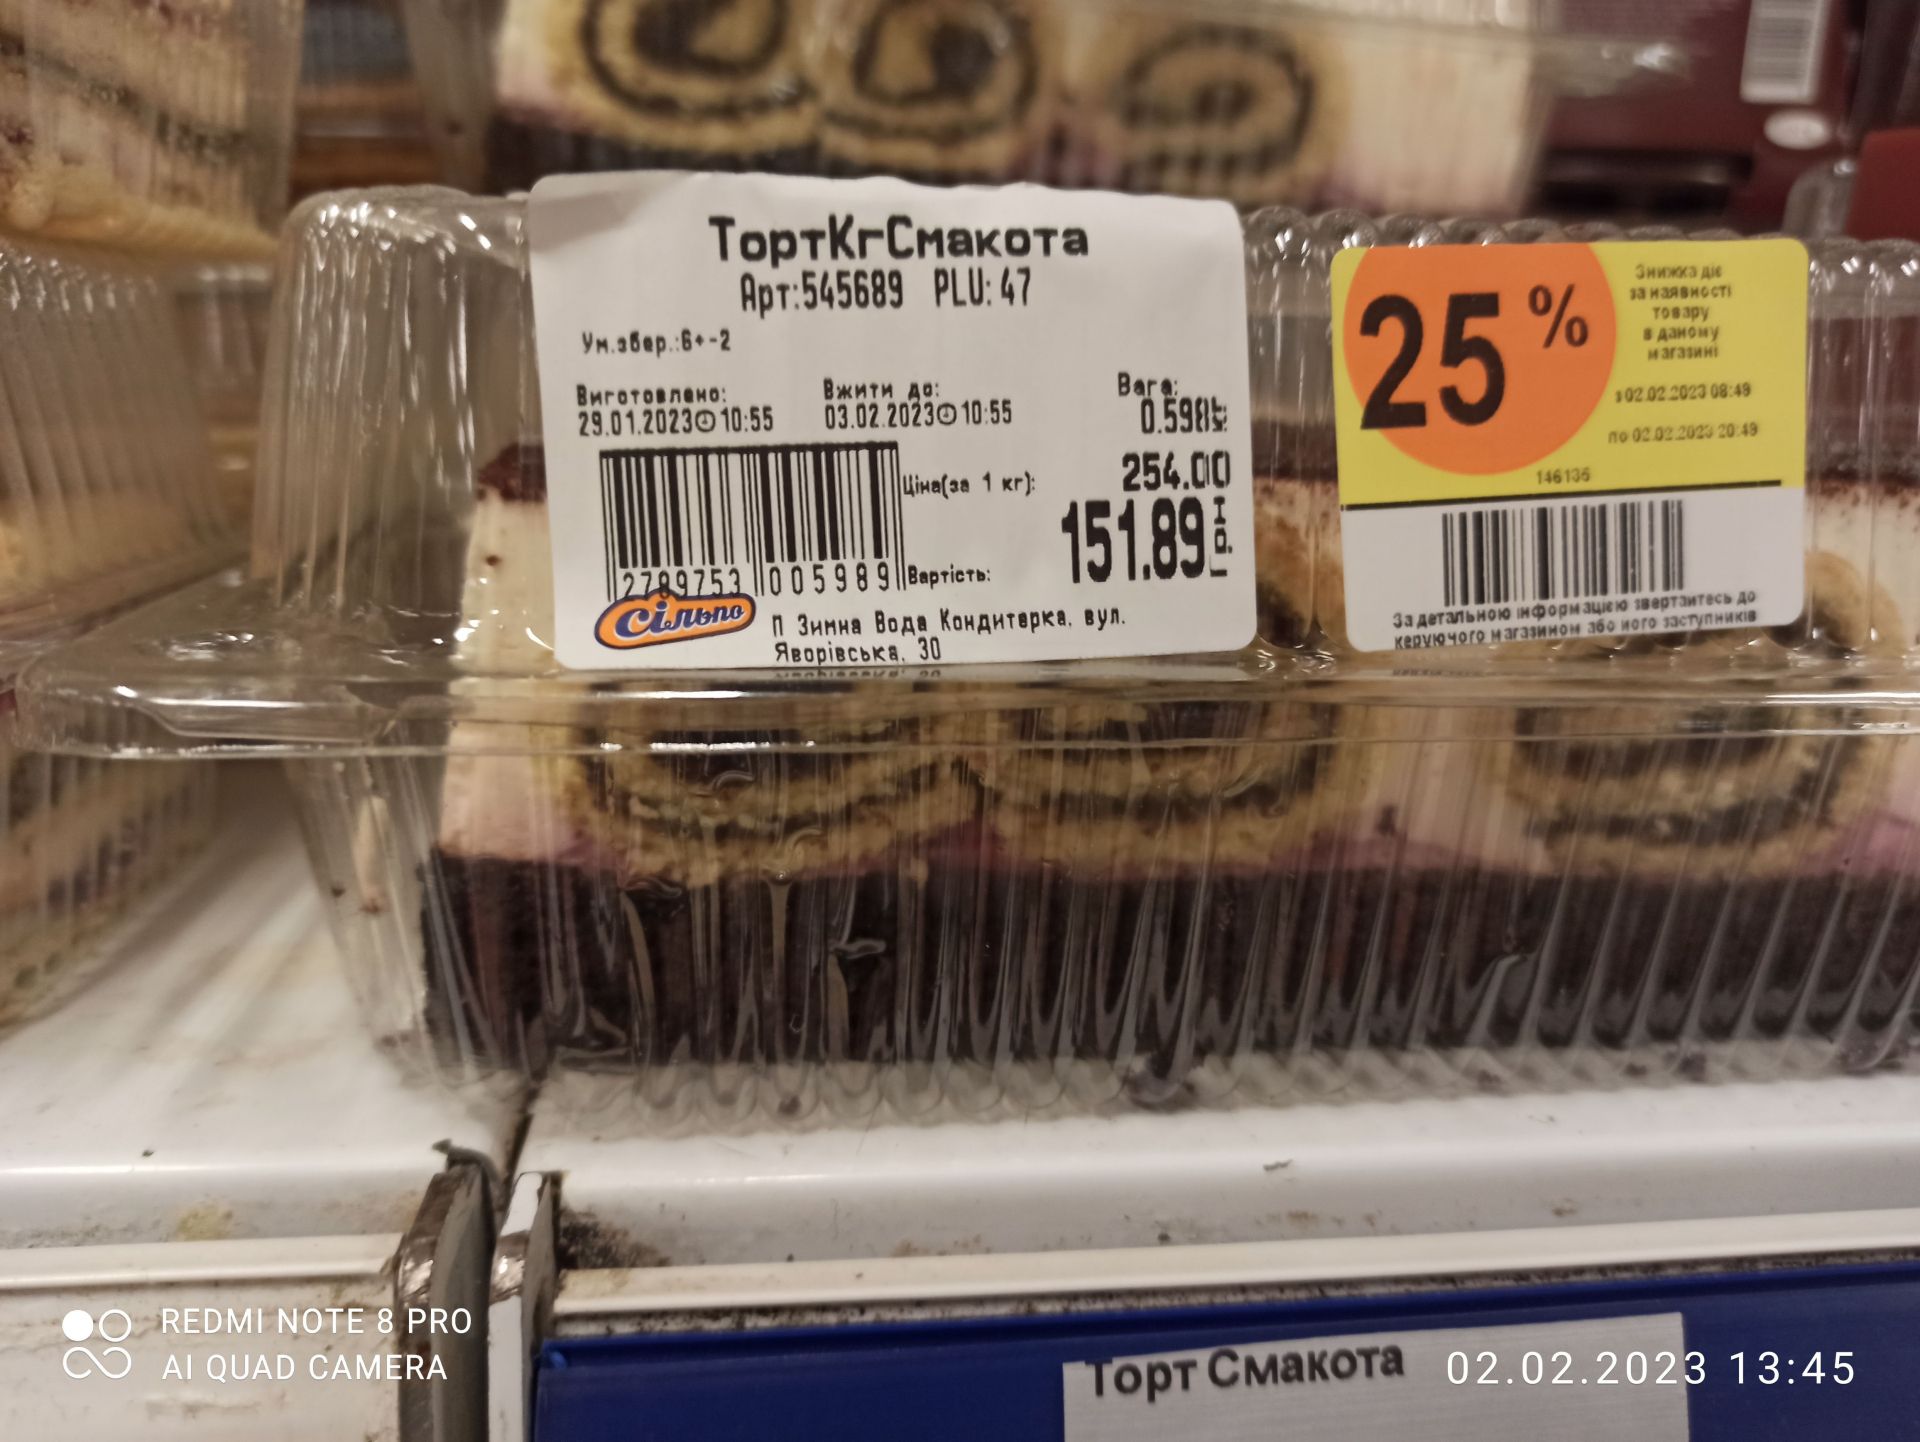 ТортКгСмакота
Арт:545689 PLU: 47
Ум.збер.:6+-2
Виготовлено:
29.01.2023 10:55
Вжити до:
03.02.2023 10:55
Вага:
0.598
Ціна(за 1 кг):
254.00
Вартість:
151.89
2789753 005989
Сільпо
П Зимна Вода Кондитерка, вул.
Яворівська, 30
25 %
Знижка діє
за наявності
товару
в даному
магазині
з 02.02.2023 08:49
по 02.02.2023 20:49
146136
За детальною інформацією звертайтесь до
керуючого магазином або його заступників
Торт Смакота
REDMI NOTE 8 PRO
AI QUAD CAMERA
02.02.2023 13:45